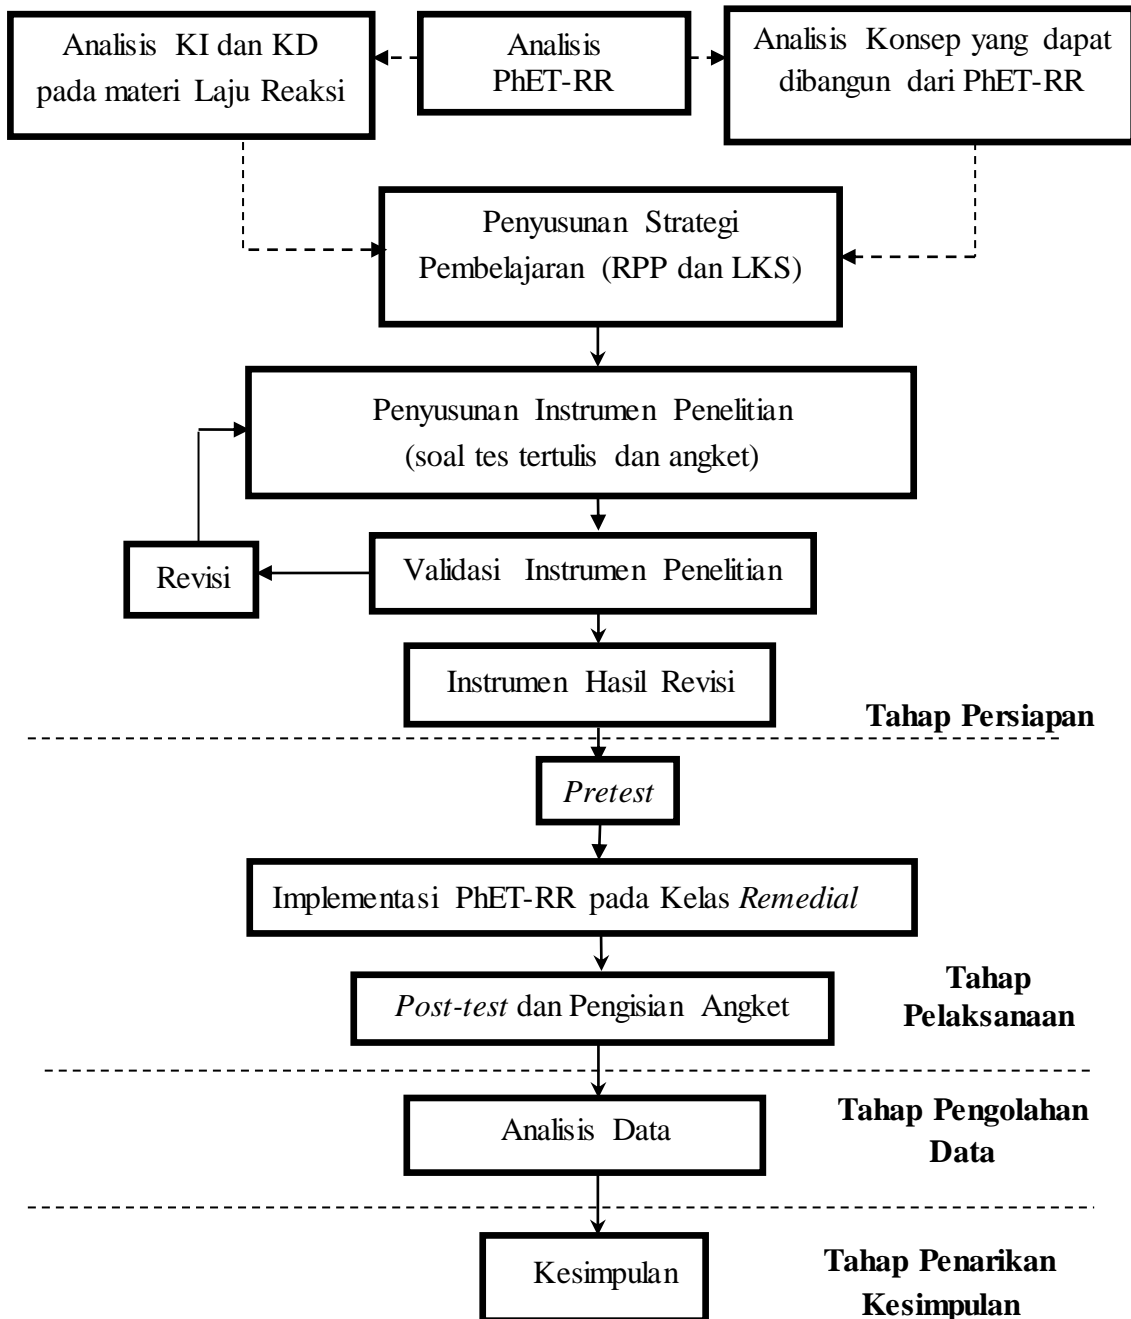 Analisis KI dan KD
pada materi Laju Reaksi
Analisis
PhET-RR
Analisis Konsep yang dapat
dibangun dari PhET-RR
Penyusunan Strategi
Pembelajaran (RPP dan LKS)
Penyusunan Instrumen Penelitian
(soal tes tertulis dan angket)
Revisi
Validasi Instrumen Penelitian
Instrumen Hasil Revisi
Tahap Persiapan
Pretest
Implementasi PhET-RR pada Kelas Remedial
Post-test dan Pengisian Angket
Tahap
Pelaksanaan
Analisis Data
Tahap Pengolahan
Data
Kesimpulan
Tahap Penarikan
Kesimpulan